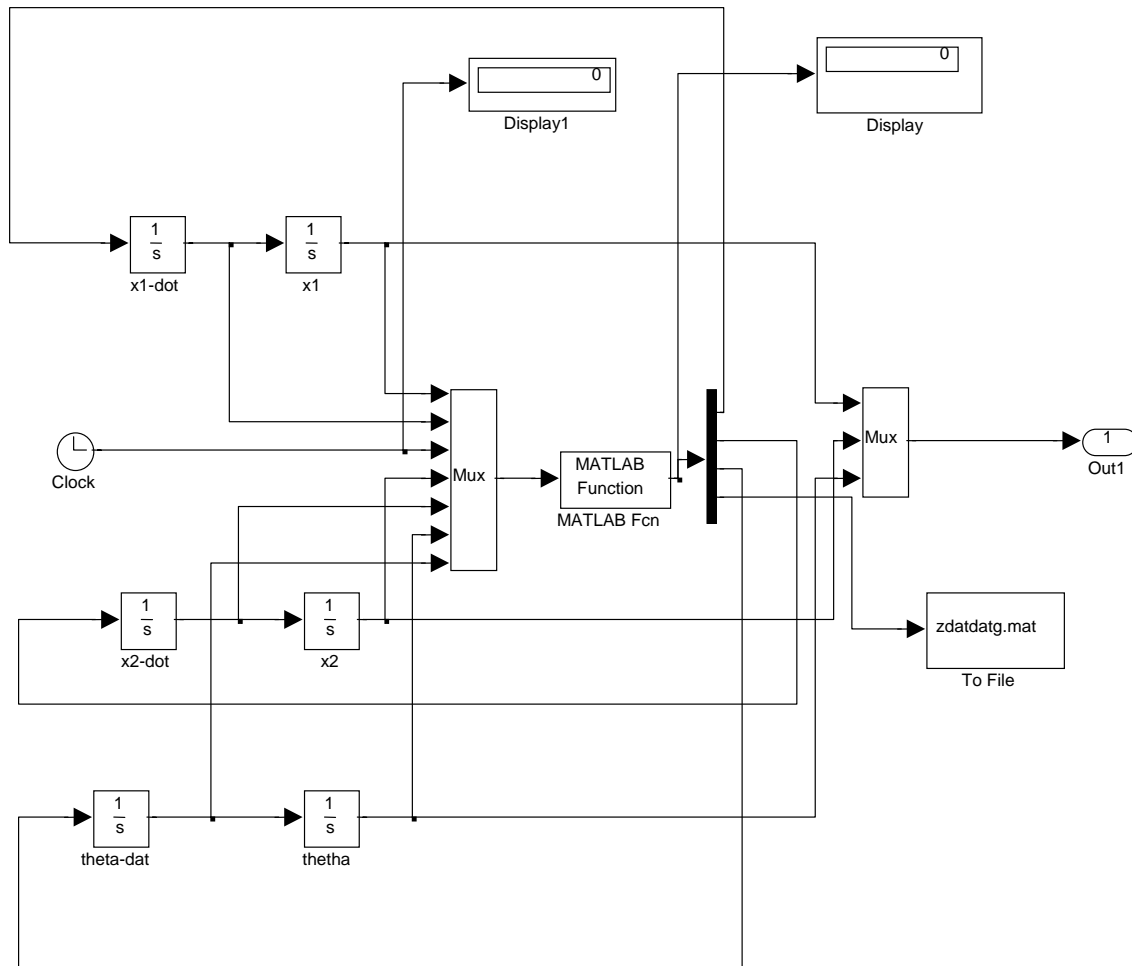 0
Display1
0
Display
1
s
x1-dot
1
s
x1
Clock
Mux
MATLAB
Function
MATLAB Fcn
Mux
1
Out1
1
s
x2-dot
1
s
x2
zdatdatg.mat
To File
1
s
theta-dat
1
s
thetha